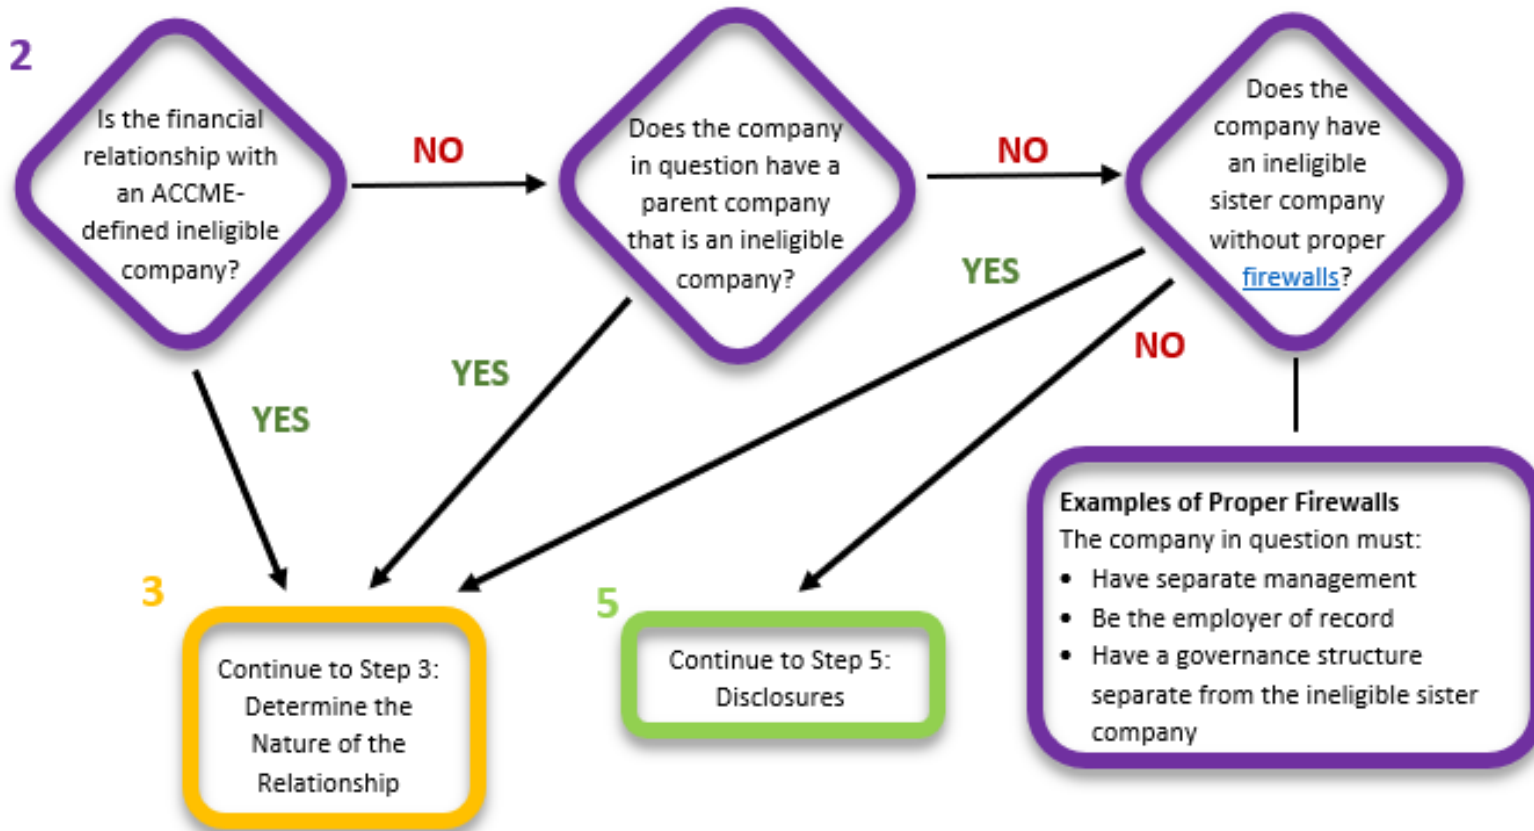 2
Is the financial
relationship with
an ACCME-
defined ineligible
company?
NO
Does the company
in question have a
parent company
that is an ineligible
company?
NO
Does the
company have
an ineligible
sister company
without proper
firewalls?
YES
YES
YES
NO
3
Continue to Step 3:
Determine the
Nature of the
Relationship
5
Continue to Step 5:
Disclosures
Examples of Proper Firewalls
The company in question must:
• Have separate management
• Be the employer of record
• Have a governance structure
separate from the ineligible sister
company